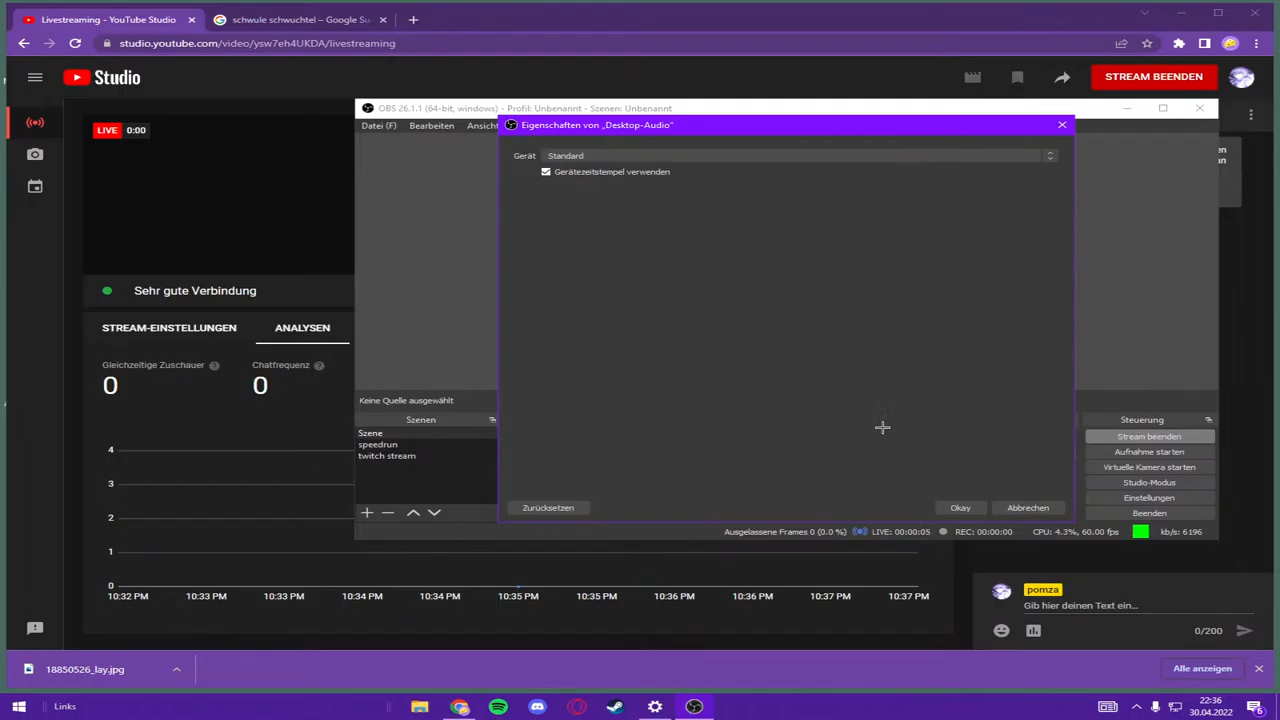 Livestreaming - YouTube Studio
schwule schwuchtel – Google Su
studio.youtube.com/video/ysw7eh4UKDA/livestreaming
Studio
STREAM BEENDEN
OBS 26.1.1 (64-bit, windows) - Profil: Unbenannt - Szenen: Unbenannt
Datei (F)
Bearbeiten
Ansicht
Eigenschaften von „Desktop-Audio“
Gerät
Standard
Gerätezeitstempel verwenden
LIVE 0:00
Sehr gute Verbindung
STREAM-EINSTELLUNGEN
ANALYSEN
Gleichzeitige Zuschauer
0
Chatfrequenz
0
Keine Quelle ausgewählt
Szenen
Szene
speedrun
twitch stream
Steuerung
Stream beenden
Aufnahme starten
Virtuelle Kamera starten
Studio-Modus
Einstellungen
Beenden
Zurücksetzen
Okay
Abbrechen
Ausgelassene Frames 0 (0.0 %)
LIVE: 00:00:05
REC: 00:00:00
CPU: 4.3%, 60.00 fps
kb/s: 6196
4
3
2
1
0
10:32 PM
10:33 PM
10:33 PM
10:34 PM
10:34 PM
10:35 PM
10:36 PM
10:36 PM
10:36 PM
10:37 PM
10:37 PM
pomza
Gib hier deinen Text ein...
0/200
18850526_lay.jpg
Alle anzeigen
Links
22:36
30.04.2022
6